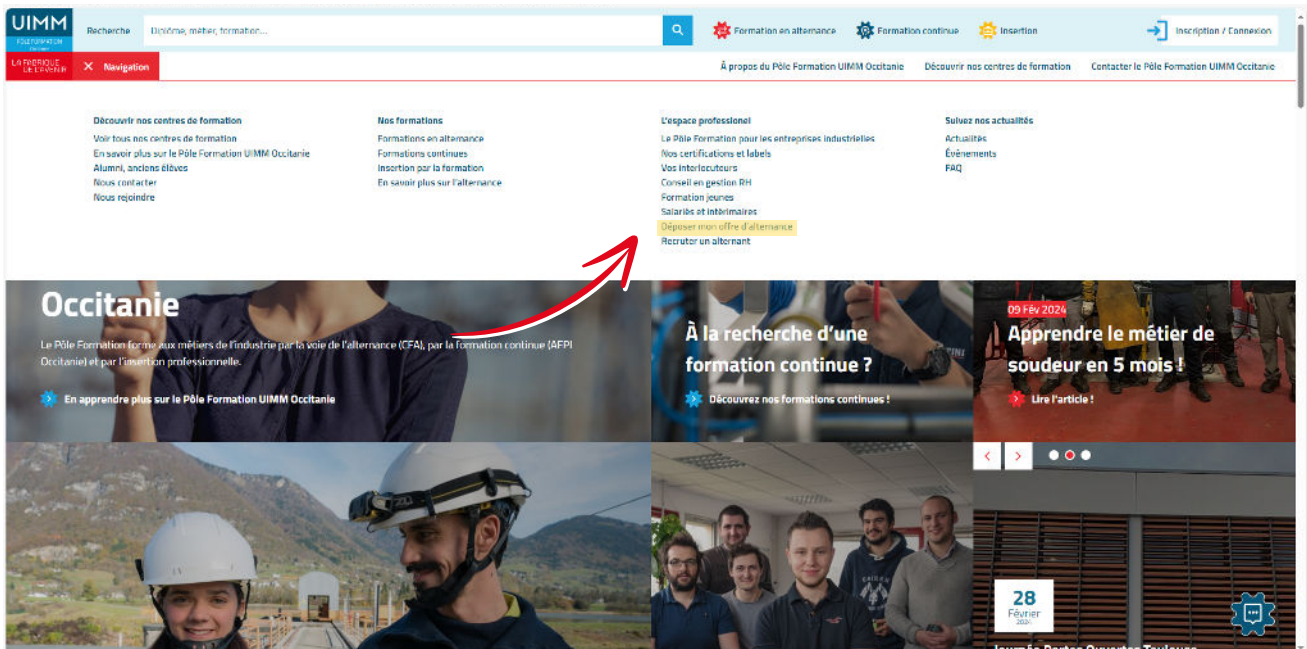 UIMM
PÔLE FORMATION
LA FABRIQUE
DE L'AVENIR
Recherche
Diplôme, métier, formation...
Formation en alternance
Formation continue
Insertion
Inscription / Connexion
Navigation
À propos du Pôle Formation UIMM Occitanie
Découvrir nos centres de formation
Contacter le Pôle Formation UIMM Occitanie
Découvrir nos centres de formation
Voir tous nos centres de formation
En savoir plus sur le Pôle Formation UIMM Occitanie
Alumni, anciens élèves
Nous contacter
Nous rejoindre
Nos formations
Formations en alternance
Formations continues
Insertion par la formation
En savoir plus sur l'alternance
L'espace professionel
Le Pôle Formation pour les entreprises industrielles
Nos certifications et labels
Vos interlocuteurs
Conseil en gestion RH
Formation jeunes
Salariés et intérimaires
Déposer mon offre d'alternance
Recruter un alternant
Suivez nos actualités
Actualités
Événements
FAQ
Occitanie
Le Pôle Formation forme aux métiers de l'industrie par la voie de l'alternance (CFA), par la formation continue (AFPI
Occitanie) et par l'insertion professionnelle.
En apprendre plus sur le Pôle Formation UIMM Occitanie
À la recherche d'une
formation continue ?
Découvrez nos formations continues !
09 Fév 2024
Apprendre le métier de
soudeur en 5 mois !
Lire l'article !
28
Février
2024
Journée Portes Ouvertes Toulouse